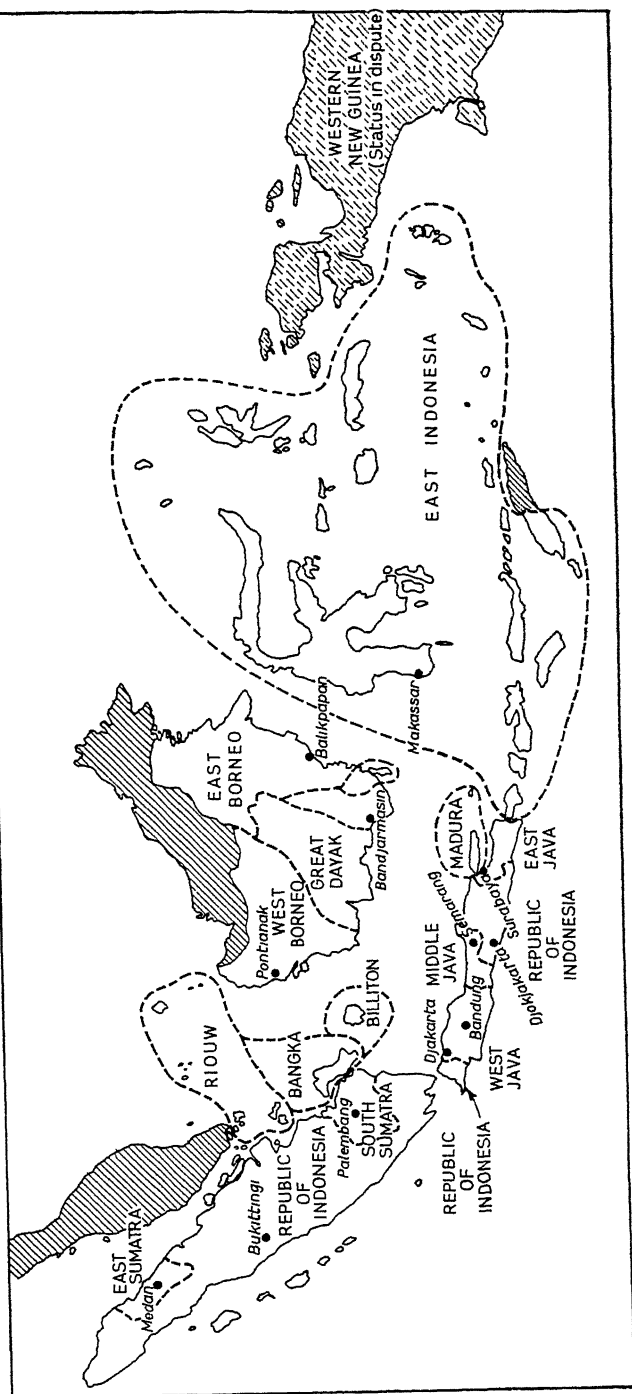 WESTERN
NEW GUINEA
(Status in dispute)
EAST
SUMATRA
Medan
RIOUW
Bukittingi
REPUBLIC
OF
INDONESIA
BANGKA
Palembang
SOUTH
SUMATRA
BILLITON
Pontianak
WEST
BORNEO
GREAT
DAYAK
EAST
BORNEO
Balikpapan
Bandjarmasin
Makassar
EAST INDONESIA
REPUBLIC
OF
INDONESIA
Djakarta
WEST
JAVA
Bandung
MIDDLE
JAVA
Semarang
Djokjakarta
REPUBLIC
OF
INDONESIA
Surabaya
MADURA
EAST
JAVA